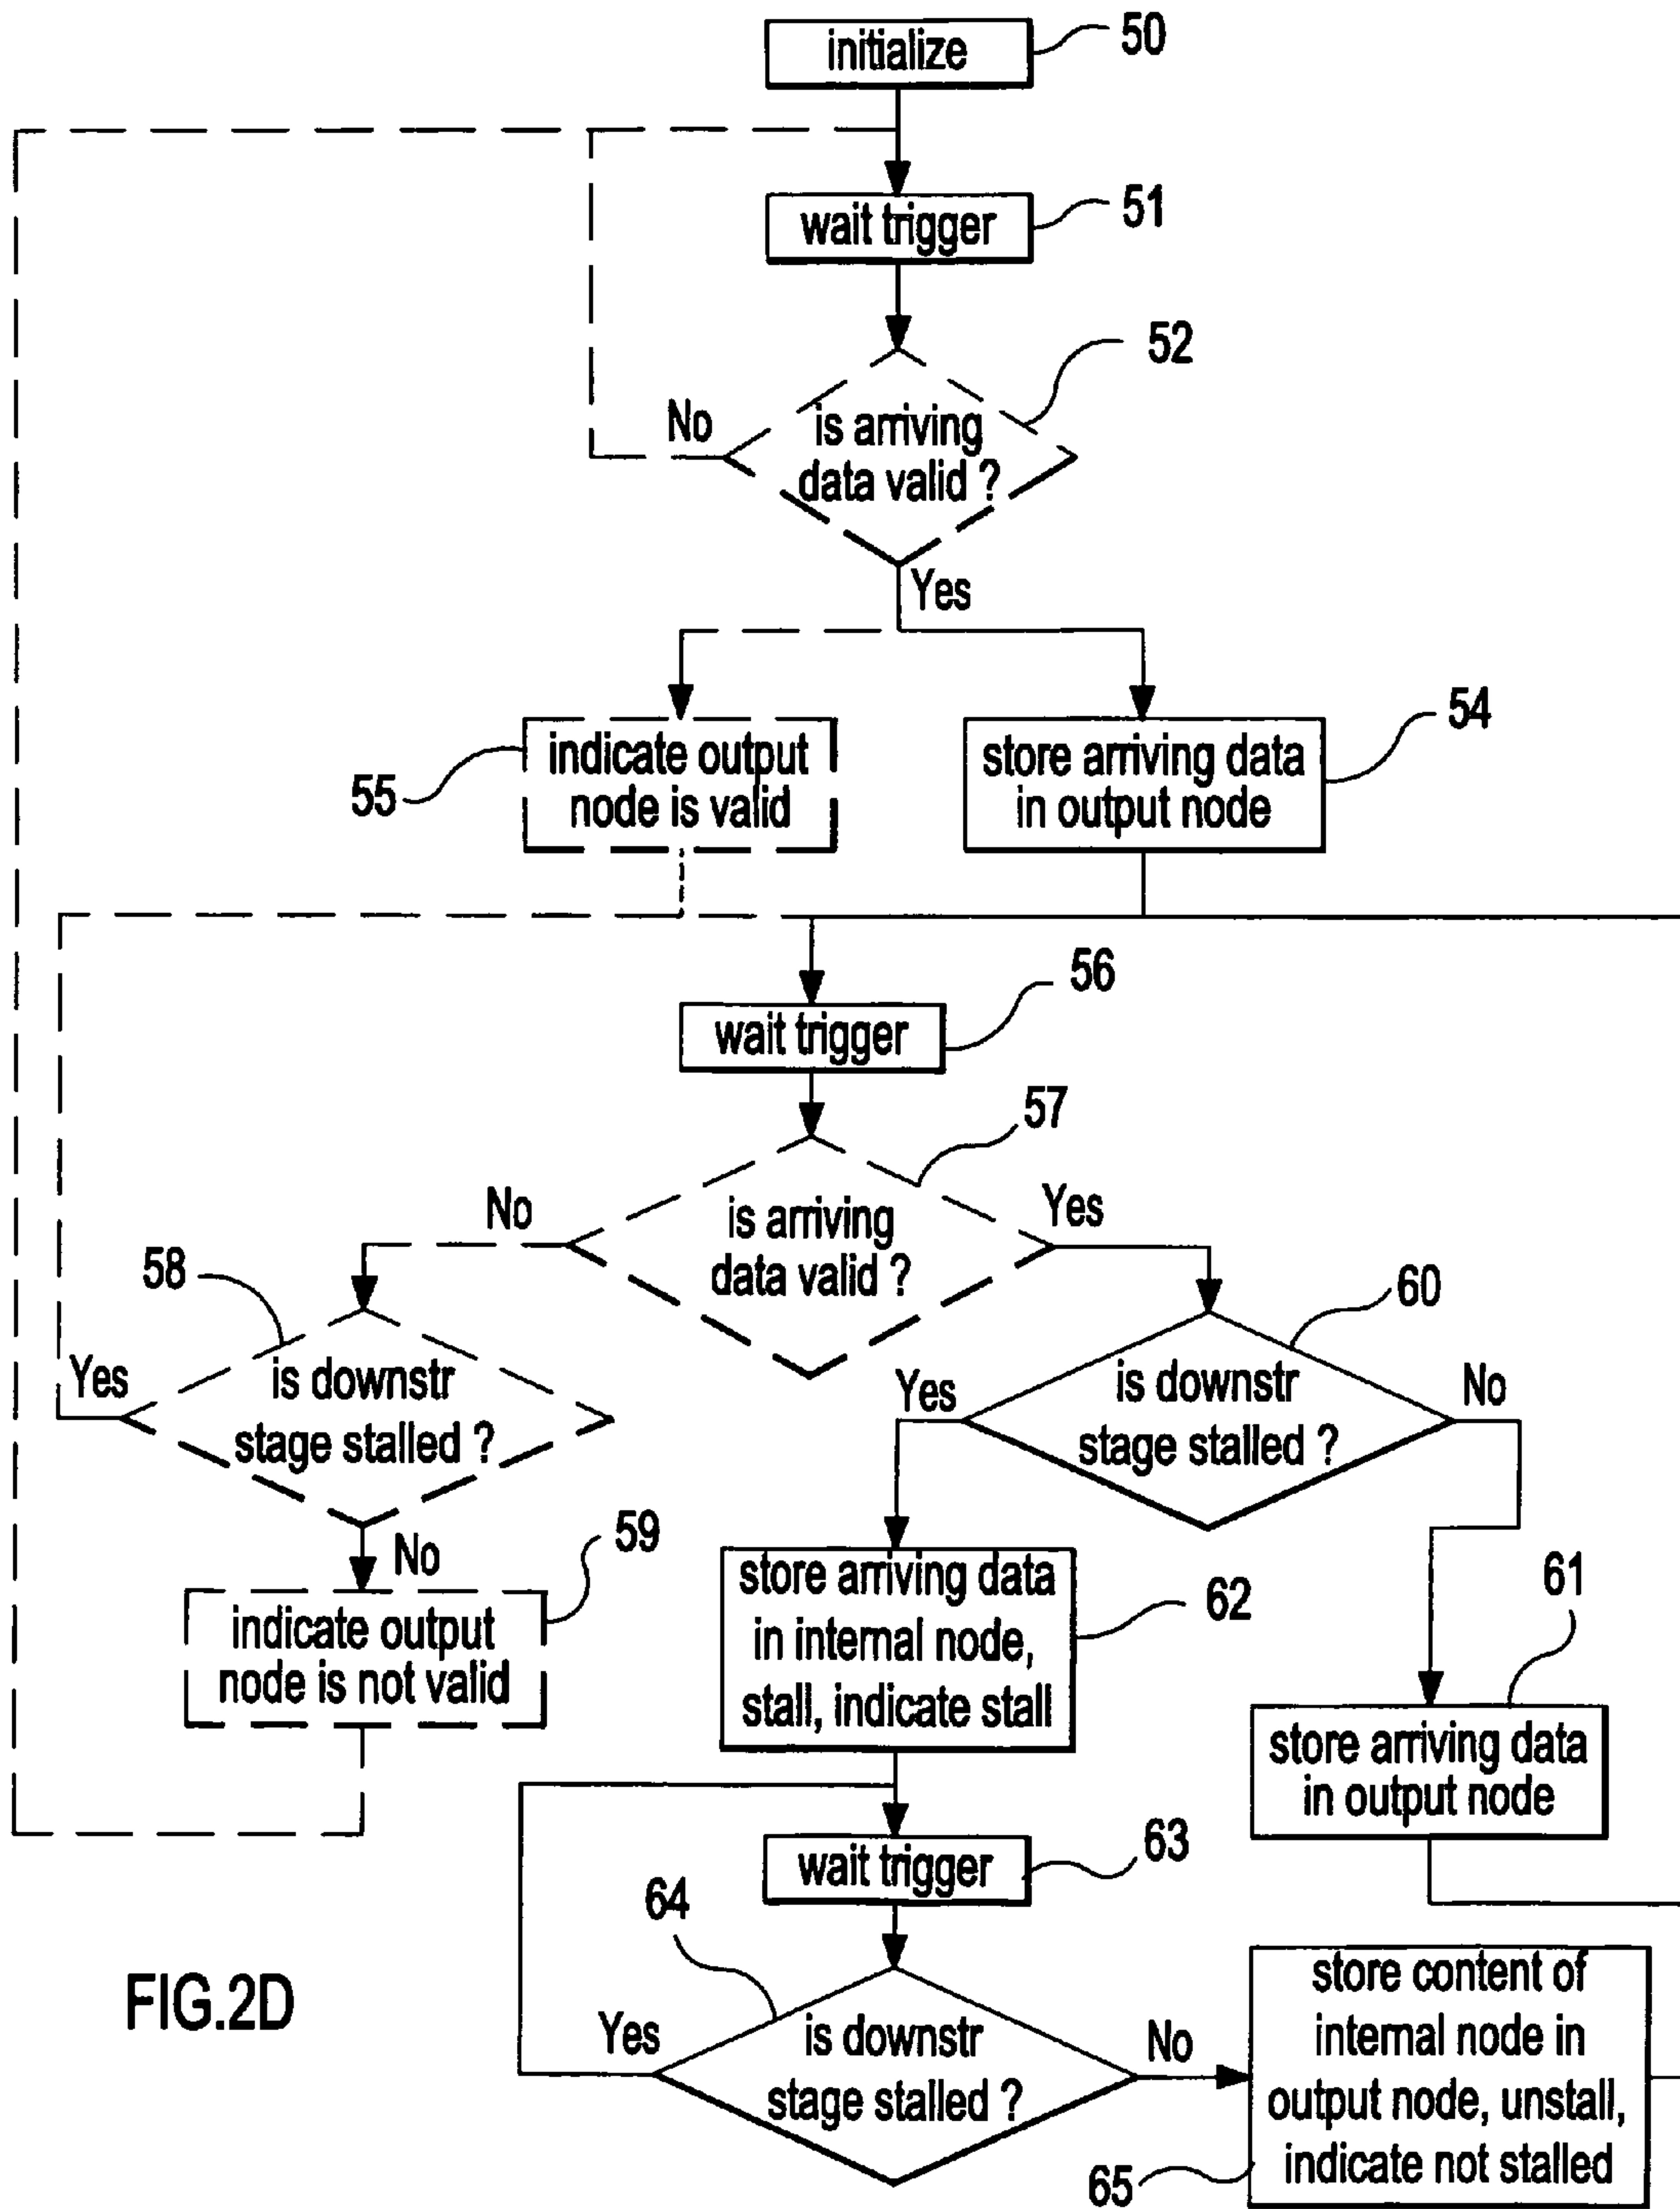 initialize
50
wait trigger
51
52
No
is arriving
data valid ?
Yes
indicate output
node is valid
55
store arriving data
in output node
54
wait trigger
56
57
No
is arriving
data valid ?
Yes
58
Yes
is downstr
stage stalled ?
No
60
Yes
is downstr
stage stalled ?
No
59
indicate output
node is not valid
store arriving data
in internal node,
stall, indicate stall
62
61
store arriving data
in output node
wait trigger
63
64
Yes
is downstr
stage stalled ?
No
store content of
internal node in
output node, unstall,
indicate not stalled
65
FIG.2D